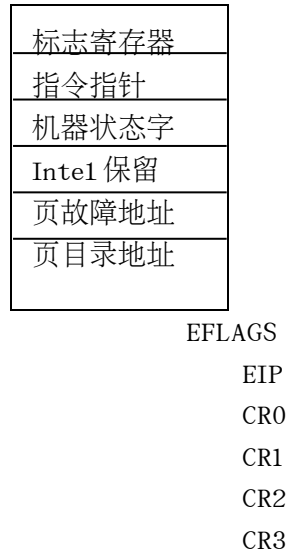 标志寄存器
指令指针
机器状态字
Intel保留
页故障地址
页目录地址
EFLAGS
EIP
CR0
CR1
CR2
CR3